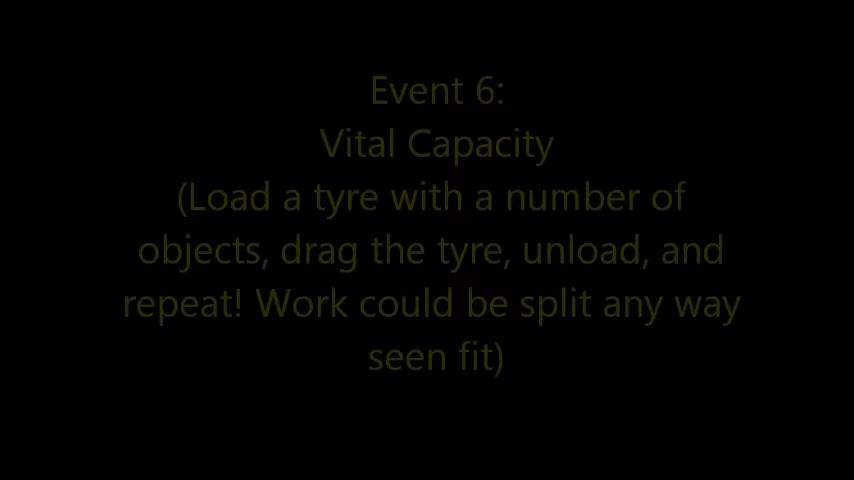 Event 6:
Vital Capacity
(Load a tyre with a number of
objects, drag the tyre, unload, and
repeat! Work could be split any way
seen fit)